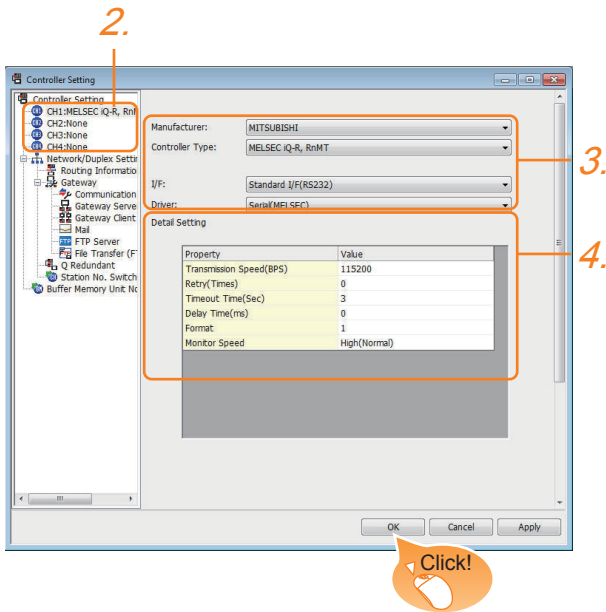 2.
Controller Setting
Controller Setting
CH1:MELSEC iQ-R, Rn
CH2:None
CH3:None
CH4:None
Network/Duplex Settin
Routing Informatio
Gateway
Communication
Gateway Serve
Gateway Client
Mail
FTP Server
File Transfer (F
Q Redundant
Station No. Switch
Buffer Memory Unit No
Manufacturer: MITSUBISHI
Controller Type: MELSEC iQ-R, RnMT
I/F: Standard I/F(RS232)
Driver: Serial(MELSEC)
3.
Detail Setting
4.
Property Value
Transmission Speed(BPS) 115200
Retry(Times) 0
Timeout Time(Sec) 3
Delay Time(ms) 0
Format 1
Monitor Speed High(Normal)
OK Cancel Apply
Click!